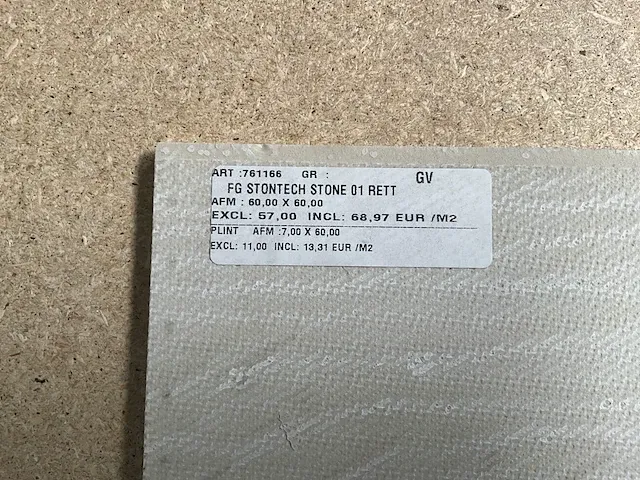 ART :761166 GR : GV
FG STONTECH STONE 01 RETT
AFM : 60,00 X 60,00
EXCL: 57,00 INCL: 68,97 EUR /M2
PLINT AFM :7,00 X 60,00
EXCL: 11,00 INCL: 13,31 EUR /M2